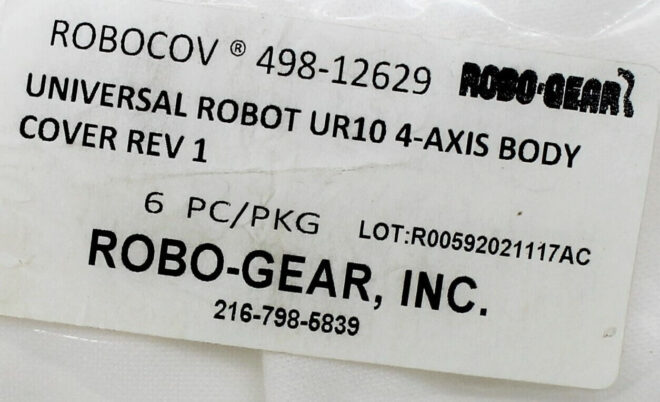 ROBOCOV ® 498-12629 ROBO-GEAR
UNIVERSAL ROBOT UR10 4-AXIS BODY
COVER REV 1
6 PC/PKG LOT:R00592021117AC
ROBO-GEAR, INC.
216-798-5839